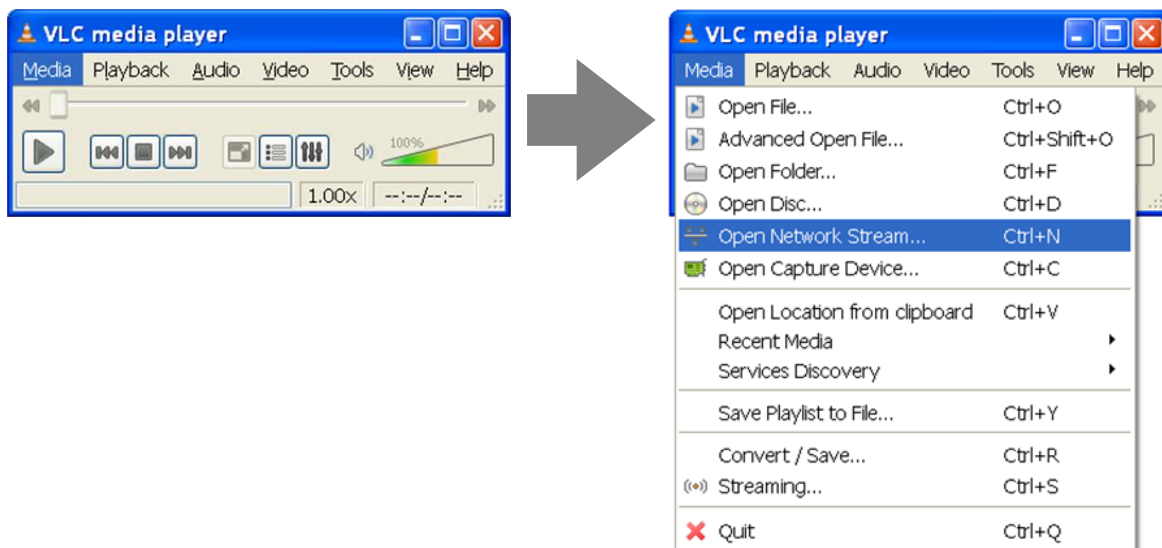 VLC media player
Media Playback Audio Video Tools View Help
100%
1.00x --:--/--:--
VLC media player
Media Playback Audio Video Tools View Help
Open File... Ctrl+O
Advanced Open File... Ctrl+Shift+O
Open Folder... Ctrl+F
Open Disc... Ctrl+D
Open Network Stream... Ctrl+N
Open Capture Device... Ctrl+C
Open Location from clipboard Ctrl+V
Recent Media
Services Discovery
Save Playlist to File... Ctrl+Y
Convert / Save... Ctrl+R
Streaming... Ctrl+S
Quit Ctrl+Q